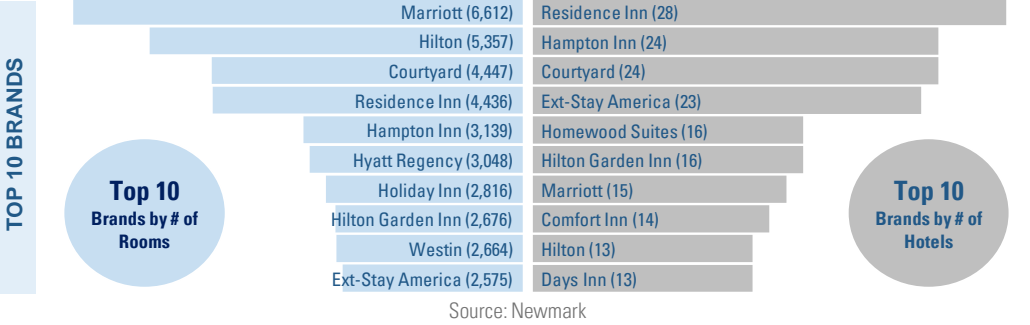 TOP 10 BRANDS
Marriott (6,612)
Hilton (5,357)
Courtyard (4,447)
Residence Inn (4,436)
Hampton Inn (3,139)
Hyatt Regency (3,048)
Holiday Inn (2,816)
Hilton Garden Inn (2,676)
Westin (2,664)
Ext-Stay America (2,575)
Top 10
Brands by # of
Rooms
Residence Inn (28)
Hampton Inn (24)
Courtyard (24)
Ext-Stay America (23)
Homewood Suites (16)
Hilton Garden Inn (16)
Marriott (15)
Comfort Inn (14)
Hilton (13)
Days Inn (13)
Top 10
Brands by # of
Hotels
Source: Newmark